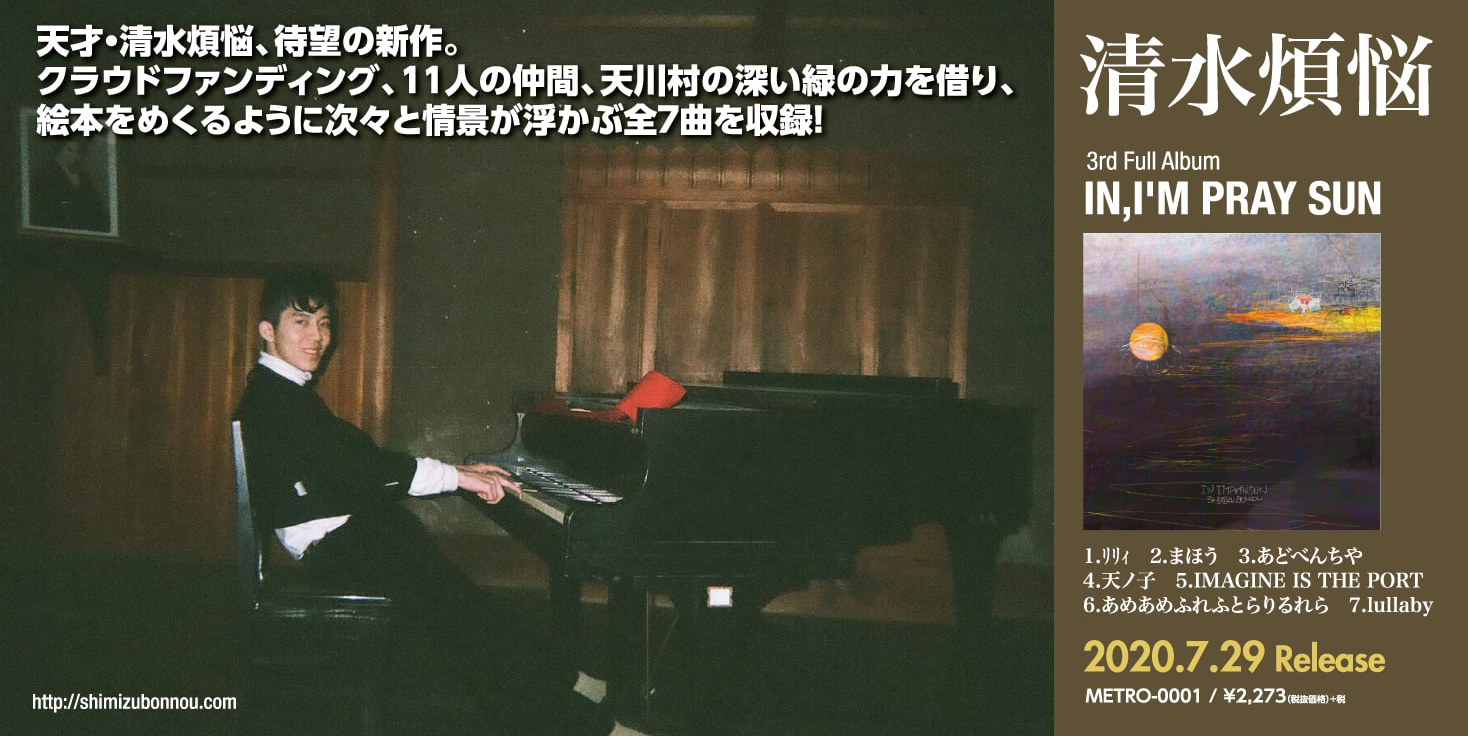 天才・清水煩悩、待望の新作。
クラウドファンディング、11人の仲間、天川村の深い緑の力を借り、
絵本をめくるように次々と情景が浮かぶ全7曲を収録!
http://shimizubonnou.com
清水煩悩
3rd Full Album
IN,I'M PRAY SUN
IN IMPRAYSUN
SHIMIZU BONNOU
1.リリィ 2.まほう 3.あどべんちや
4.天ノ子 5.IMAGINE IS THE PORT
6.あめあめふれふとらりるれら 7.lullaby
2020.7.29 Release
METRO-0001 / ¥2,273(税抜価格)+税